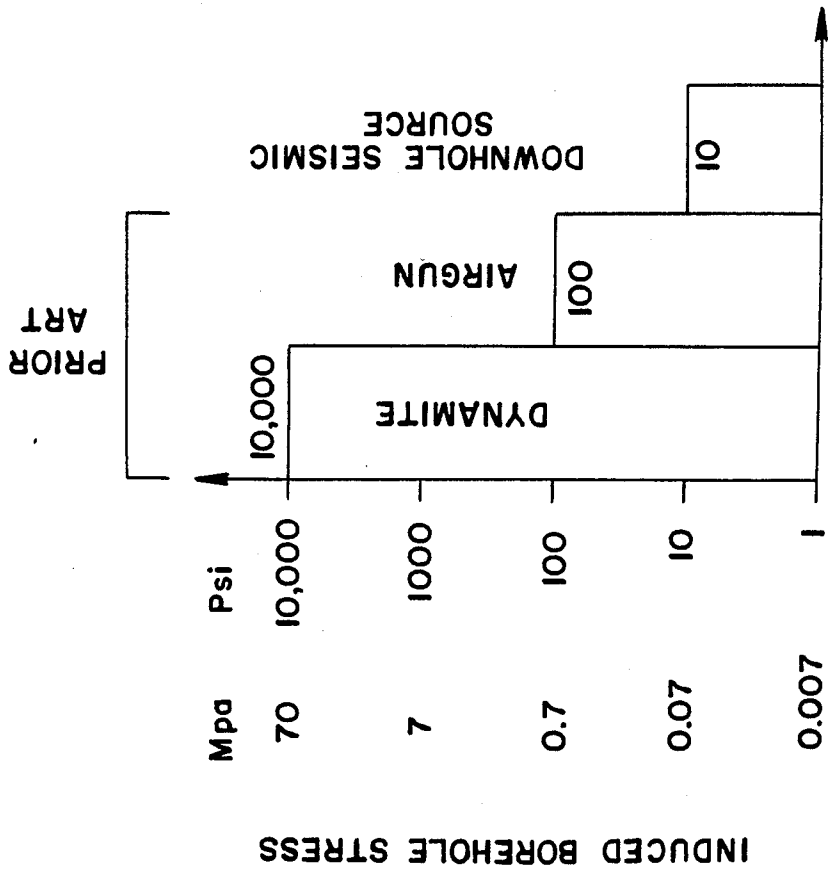 PRIOR
ART
Mpa Psi
70 10,000
7 1000
0.7 100
0.07 10
0.007 1
INDUCED BOREHOLE STRESS
10,000
DYNAMITE
AIRGUN
100
DOWNHOLE SEISMIC
SOURCE
10